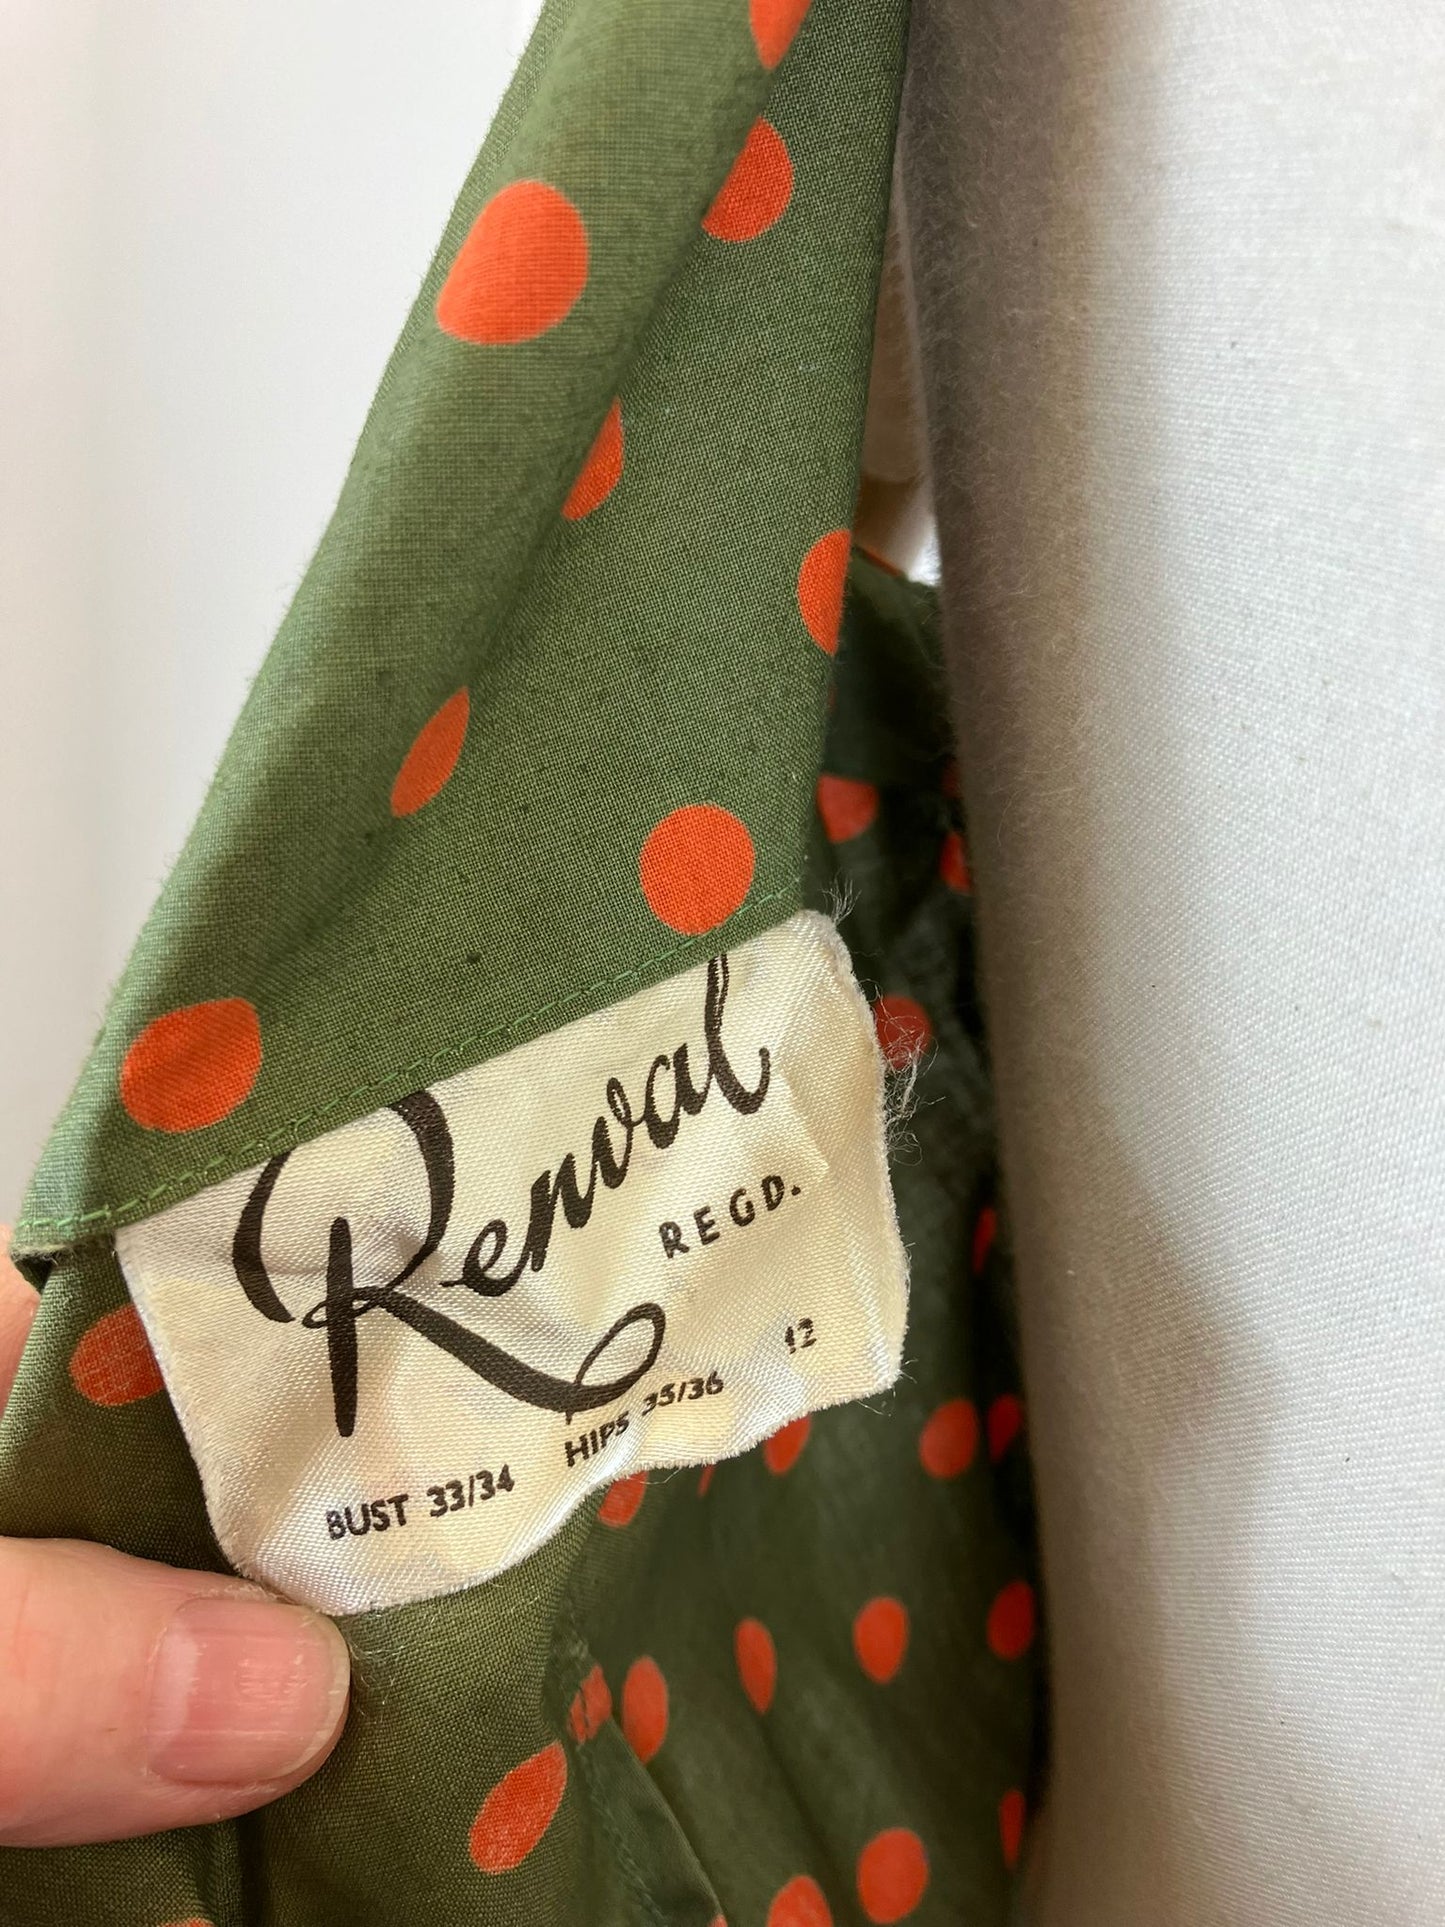 Renval
REGD.
12
BUST 33/34 HIPS 35/36